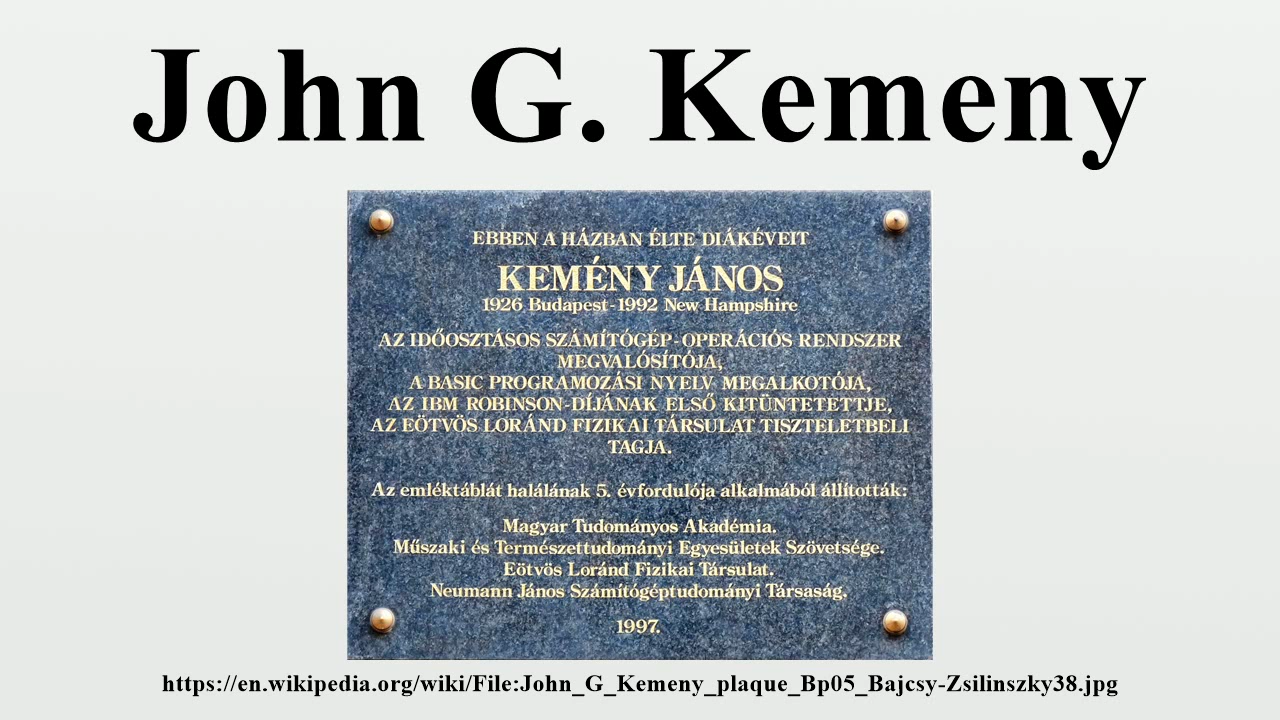 John G. Kemeny
EBBEN A HÁZBAN ÉLTE DIÁKÉVEIT
KEMÉNY JÁNOS
1926 Budapest-1992 New Hampshire
AZ IDŐOSZTÁSOS SZÁMÍTÓGÉP-OPERÁCIÓS RENDSZER
MEGVALÓSÍTÓJA,
A BASIC PROGRAMOZÁSI NYELV MEGALKOTÓJA,
AZ IBM ROBINSON-DÍJÁNAK ELSŐ KITÜNTETETTJE,
AZ EÖTVÖS LORÁND FIZIKAI TÁRSULAT TISZTELETBELI
TAGJA.
Az emléktáblát halálának 5. évfordulója alkalmából állították:
Magyar Tudományos Akadémia.
Műszaki és Természettudományi Egyesületek Szövetsége.
Eötvös Loránd Fizikai Társulat.
Neumann János Számítógéptudományi Társaság.
1997.
https://en.wikipedia.org/wiki/File:John_G_Kemeny_plaque_Bp05_Bajcsy-Zsilinszky38.jpg